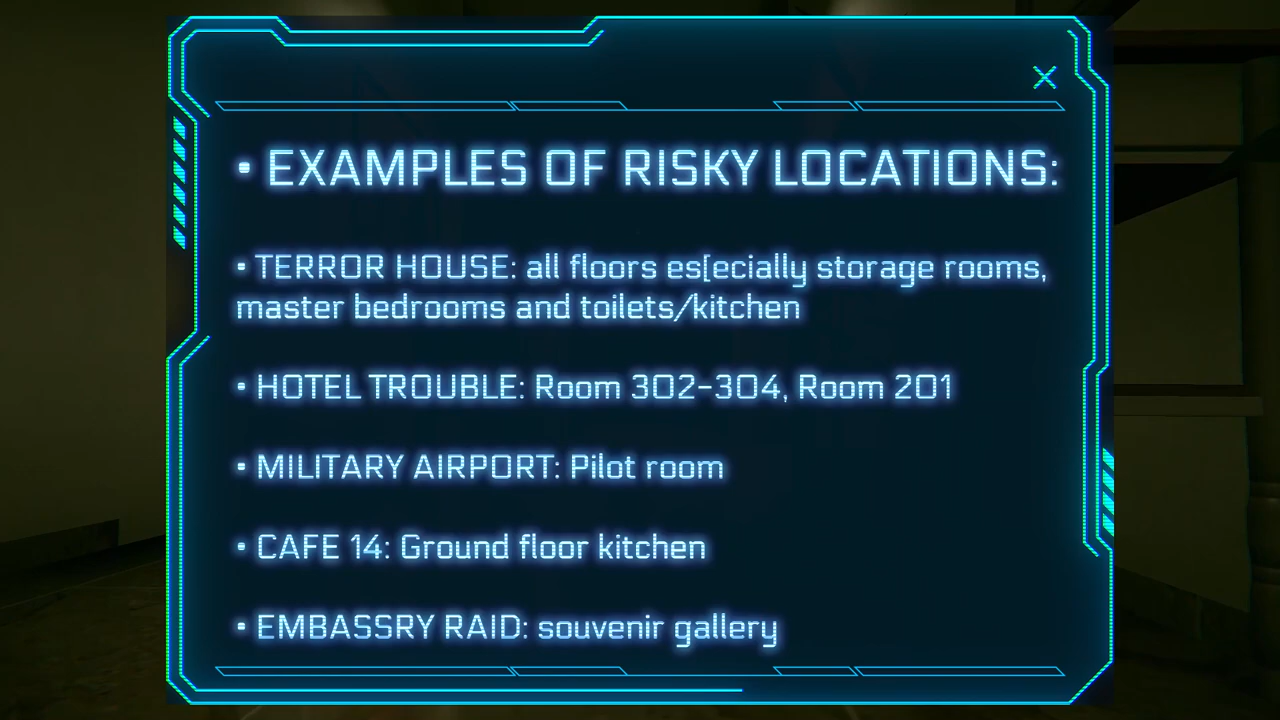 • EXAMPLES OF RISKY LOCATIONS:
• TERROR HOUSE: all floors es[ecially storage rooms,
master bedrooms and toilets/kitchen
• HOTEL TROUBLE: Room 302-304, Room 201
• MILITARY AIRPORT: Pilot room
• CAFE 14: Ground floor kitchen
• EMBASSRY RAID: souvenir gallery